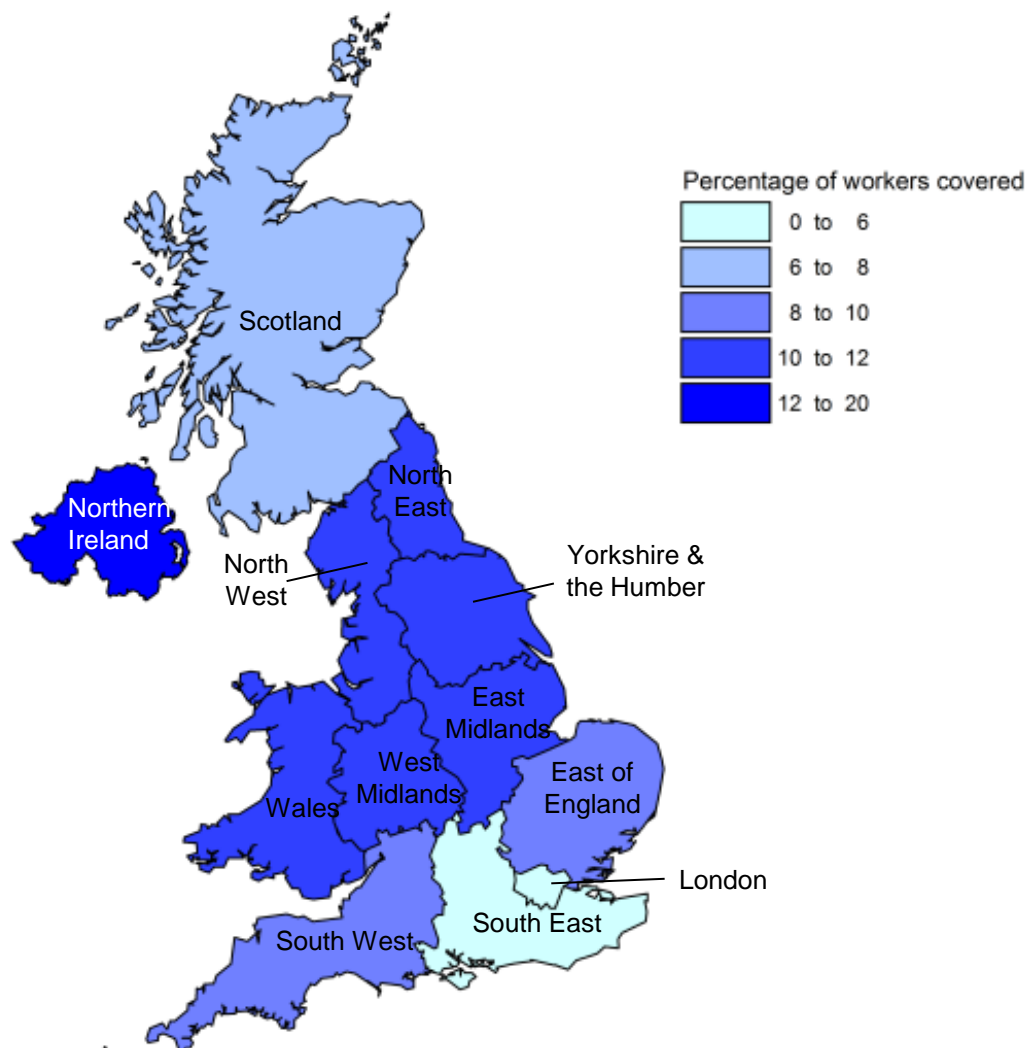 Percentage of workers covered
0 to 6
6 to 8
8 to 10
10 to 12
12 to 20
Scotland
North
East
Northern
Ireland
North
West
Yorkshire &
the Humber
East
Midlands
West
Midlands
Wales
East of
England
London
South East
South West